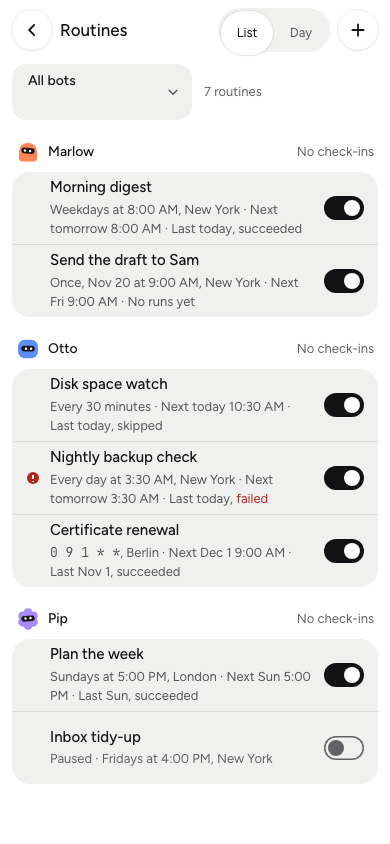 Routines
List
Day
All bots
7 routines
Marlow
No check-ins
Morning digest
Weekdays at 8:00 AM, New York · Next
tomorrow 8:00 AM · Last today, succeeded
Send the draft to Sam
Once, Nov 20 at 9:00 AM, New York · Next
Fri 9:00 AM · No runs yet
Otto
No check-ins
Disk space watch
Every 30 minutes · Next today 10:30 AM ·
Last today, skipped
Nightly backup check
Every day at 3:30 AM, New York · Next
tomorrow 3:30 AM · Last today, failed
Certificate renewal
0 9 1 * *, Berlin · Next Dec 1 9:00 AM ·
Last Nov 1, succeeded
Pip
No check-ins
Plan the week
Sundays at 5:00 PM, London · Next Sun 5:00
PM · Last Sun, succeeded
Inbox tidy-up
Paused · Fridays at 4:00 PM, New York